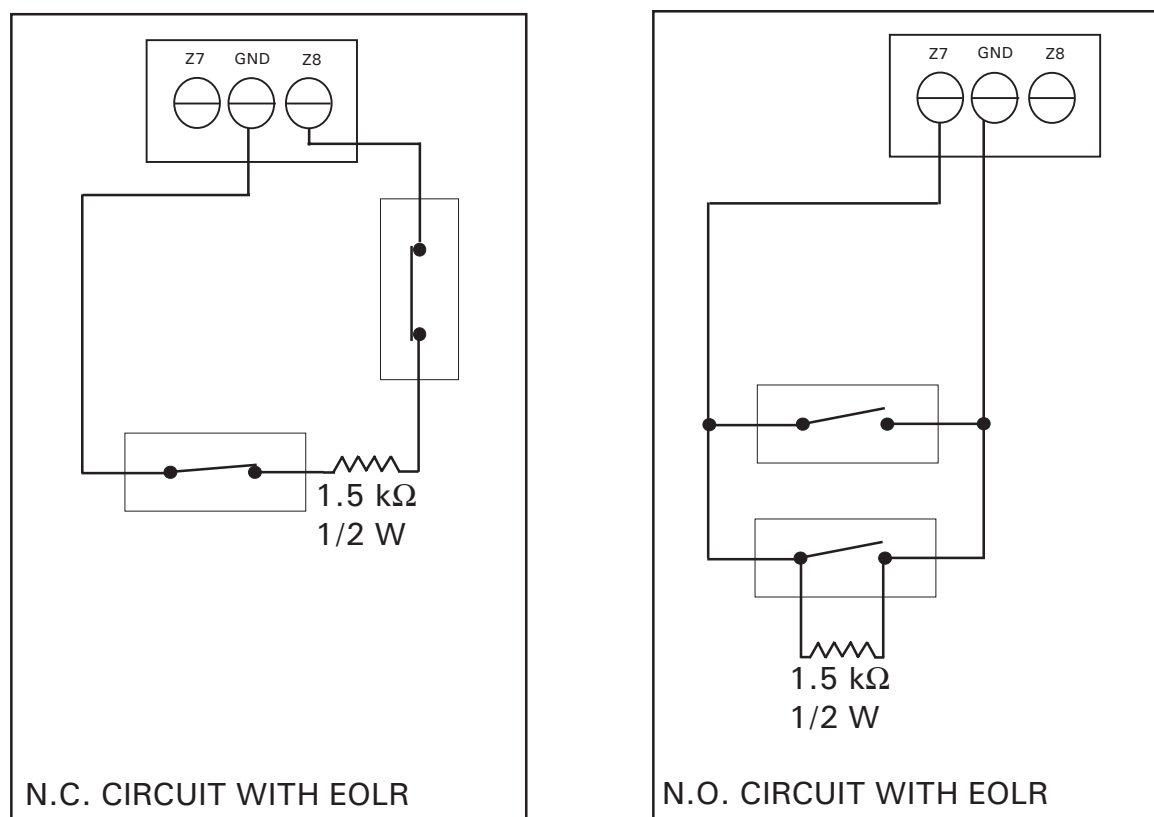 Z7 GND Z8
1.5 kΩ
1/2 W
N.C. CIRCUIT WITH EOLR
Z7 GND Z8
1.5 kΩ
1/2 W
N.O. CIRCUIT WITH EOLR